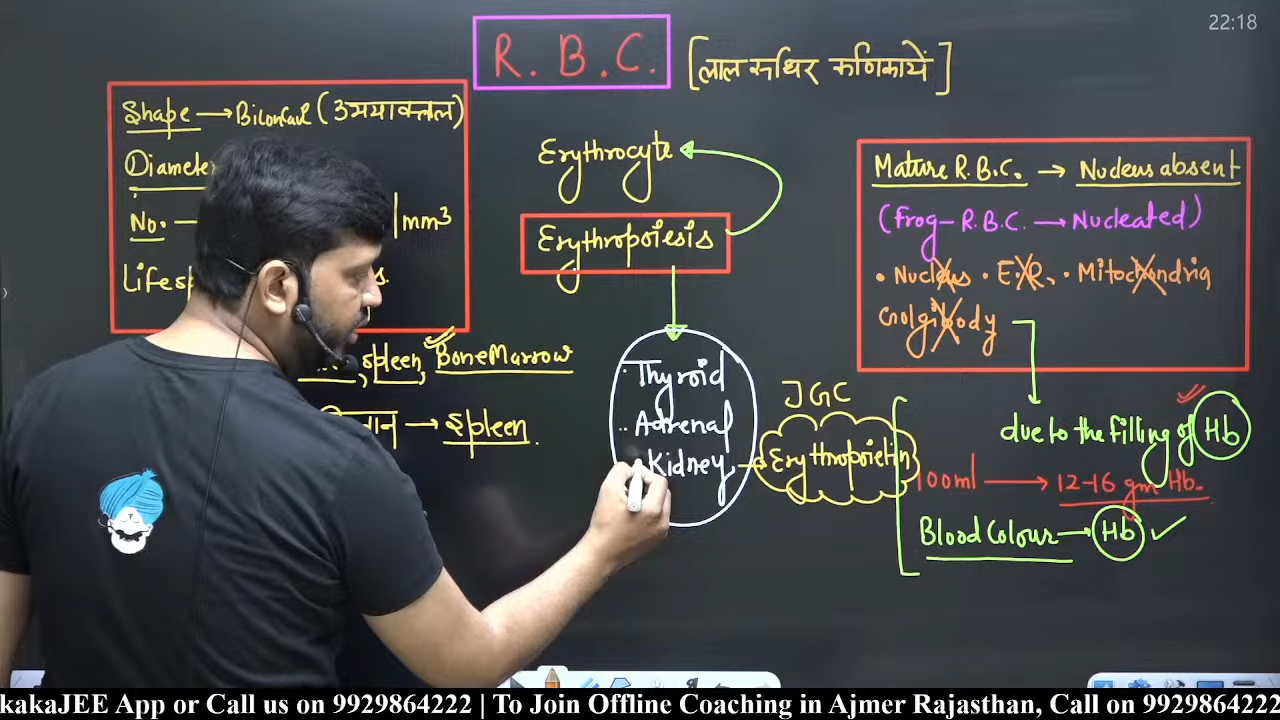 22:18
R. B. C. [लाल रुधिर कणिकायें]
Shape → Biconcave (उभयावत्तल)
Diameter
No. — | mm³
Lifesp s.
Spleen, BoneMarrow
→ Spleen.
Erythrocyte
Erythropoiesis
Thyroid
Adrenal
Kidney → Erythropoietin
JGC
Mature R.B.C. → Nucleus absent
(Frog - R.B.C. → Nucleated)
• Nucleus • E.R. • Mitochondria
Golgibody
due to the filling of Hb
100ml → 12-16 gm Hb.
Blood Colour → Hb ✓
kakaJEE App or Call us on 9929864222 | To Join Offline Coaching in Ajmer Rajasthan, Call on 9929864222